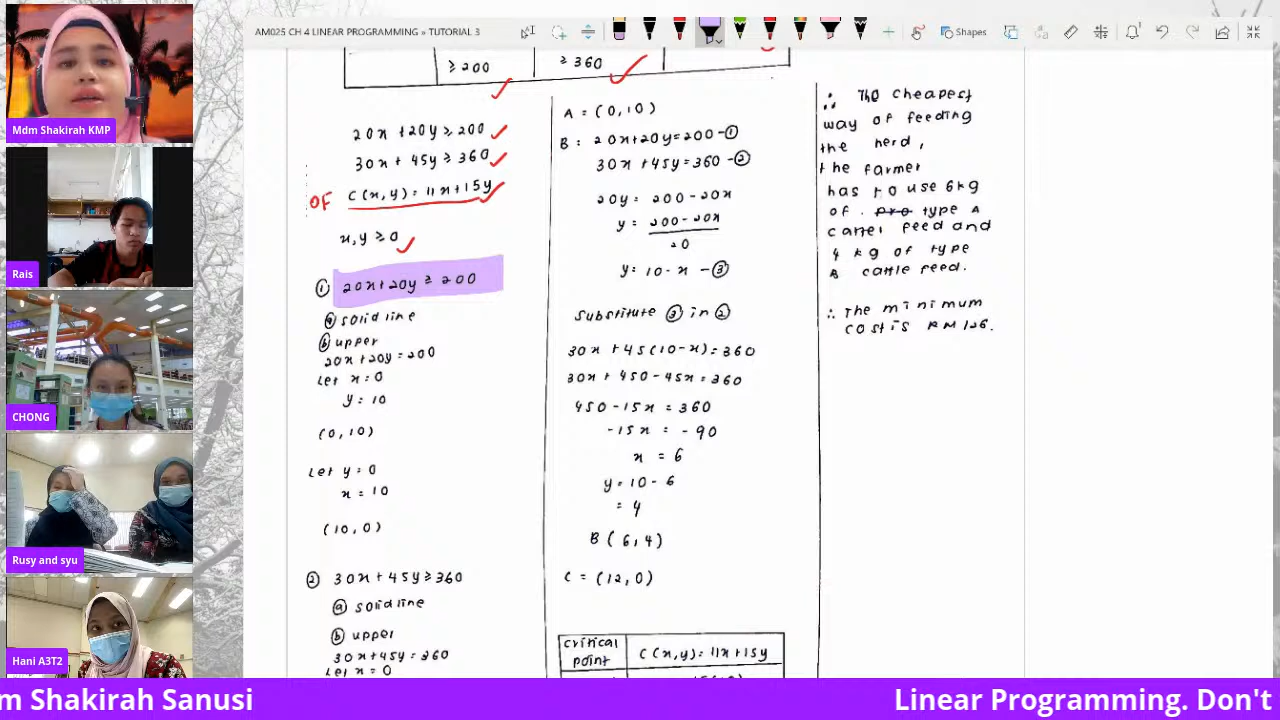 AM025 CH 4 LINEAR PROGRAMMING » TUTORIAL 3
Shapes
Mdm Shakirah KMP
Rais
CHONG
Rusy and syu
Hani A3T2
≥ 200
≥ 360
20x + 20y ≥ 200
30x + 45y ≥ 360
OF C(x,y) = 11x + 15y
x,y ≥ 0
① 20x + 20y ≥ 200
ⓐ solid line
ⓑ upper
20x + 20y = 200
Let x = 0
y = 10
(0,10)
Let y = 0
x = 10
(10,0)
② 30x + 45y ≥ 360
ⓐ solid line
ⓑ upper
30x + 45y = 360
Let x = 0
A = (0,10)
B : 20x + 20y = 200 - ①
30x + 45y = 360 - ②
20y = 200 - 20x
y = 200 - 20x
20
y = 10 - x - ③
Substitute ③ in ②
30x + 45(10 - x) = 360
30x + 450 - 45x = 360
450 - 15x = 360
-15x = -90
x = 6
y = 10 - 6
= 4
B (6,4)
C = (12,0)
critical point
C(x,y) = 11x + 15y
∴ The cheapest
way of feeding
the herd,
the farmer
has to use 6kg
of type A
cattel feed and
4 kg of type
B cattle feed.
∴ The minimum
cost is RM 126.
m Shakirah Sanusi
Linear Programming. Don't